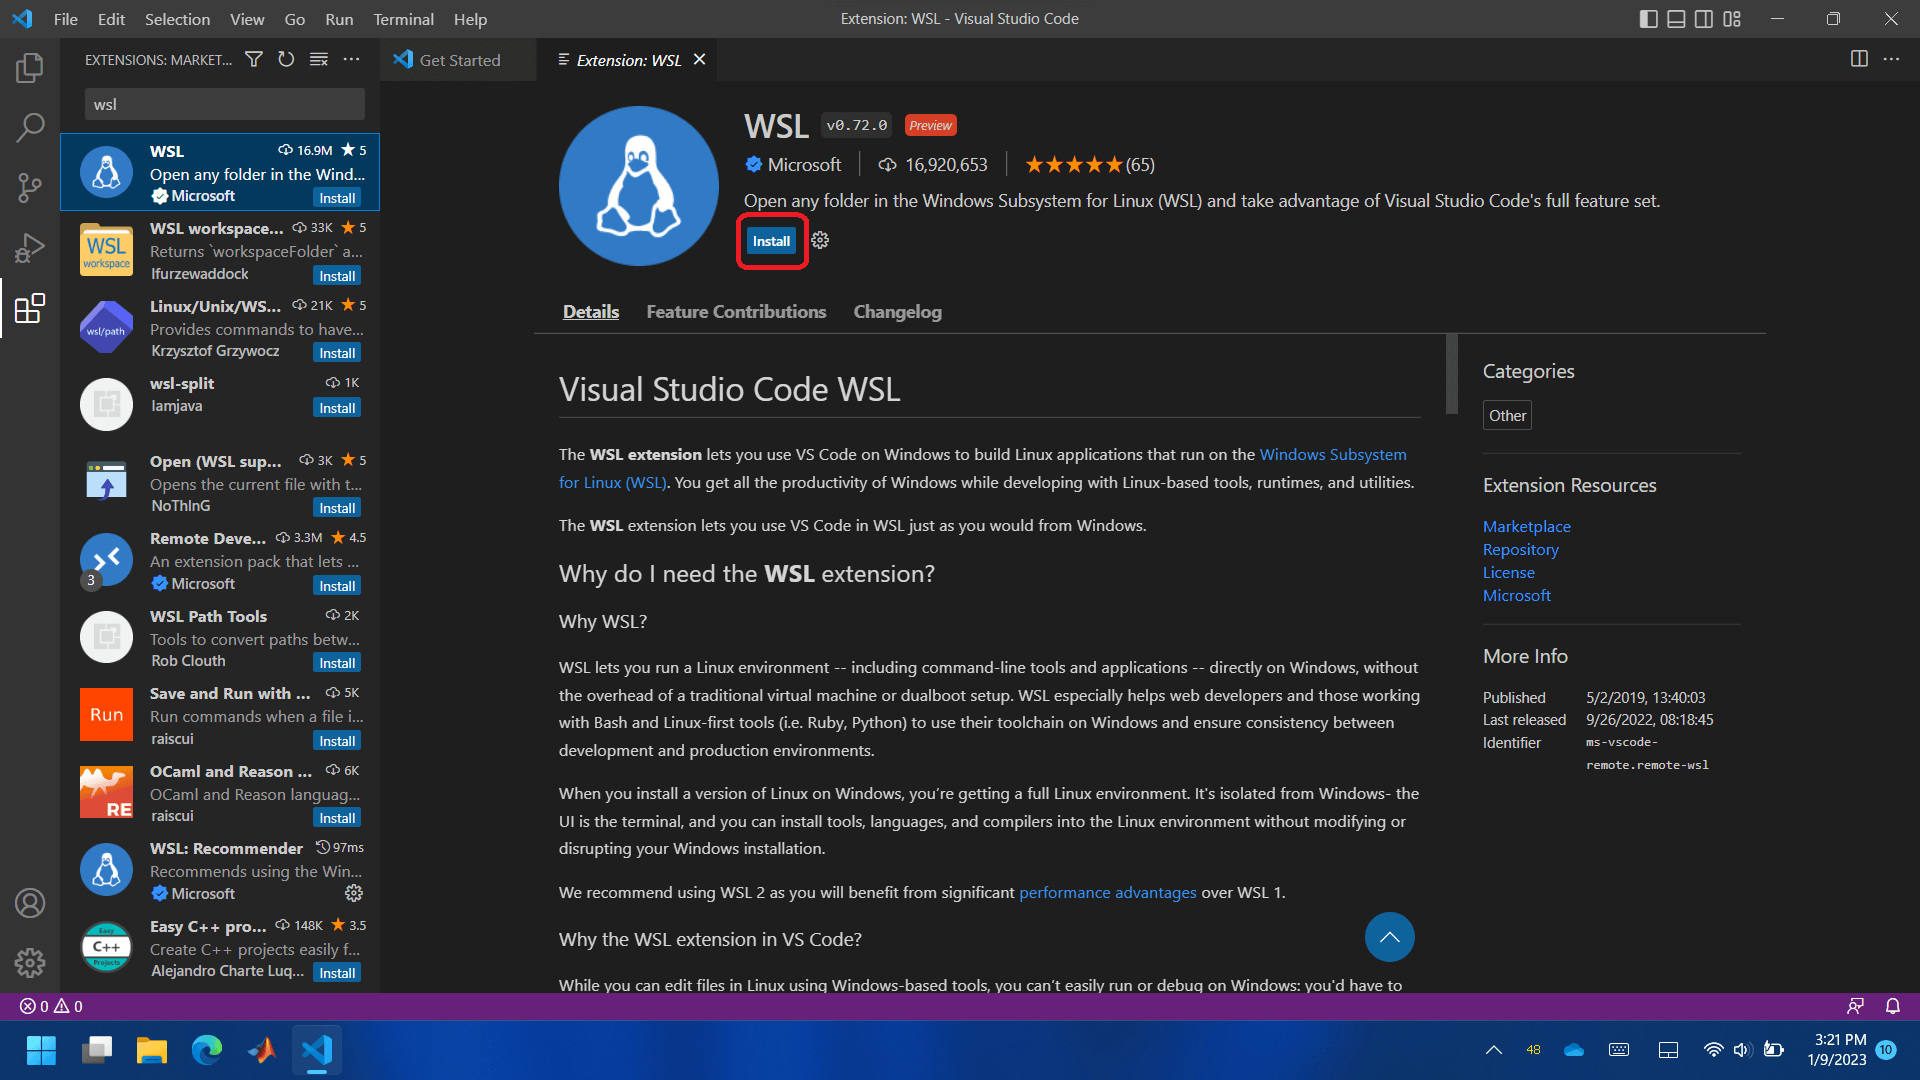 File Edit Selection View Go Run Terminal Help
Extension: WSL - Visual Studio Code
EXTENSIONS: MARKET...
wsl
WSL 16.9M 5
Open any folder in the Wind...
Microsoft Install
WSL workspace... 33K 5
Returns `workspaceFolder` a...
lfurzewaddock Install
WSL
workspace
Linux/Unix/WS... 21K 5
Provides commands to have...
Krzysztof Grzywocz Install
wsl/path
wsl-split 1K
Iamjava Install
Open (WSL sup... 3K 5
Opens the current file with t...
NoThInG Install
Remote Deve... 3.3M 4.5
An extension pack that lets ...
3 Microsoft Install
WSL Path Tools 2K
Tools to convert paths betw...
Rob Clouth Install
Save and Run with ... 5K
Run
Run commands when a file i...
raiscui Install
OCaml and Reason ... 6K
OCaml and Reason languag...
RE
raiscui Install
WSL: Recommender 97ms
Recommends using the Win...
Microsoft
Easy C++ pro... 148K 3.5
Create C++ projects easily f...
Alejandro Charte Luq... Install
Easy
C++
Projects
Get Started
Extension: WSL
WSL v0.72.0 Preview
Microsoft 16,920,653 (65)
Open any folder in the Windows Subsystem for Linux (WSL) and take advantage of Visual Studio Code's full feature set.
Install
Details Feature Contributions Changelog
Visual Studio Code WSL
The WSL extension lets you use VS Code on Windows to build Linux applications that run on the Windows Subsystem
for Linux (WSL). You get all the productivity of Windows while developing with Linux-based tools, runtimes, and utilities.
The WSL extension lets you use VS Code in WSL just as you would from Windows.
Why do I need the WSL extension?
Why WSL?
WSL lets you run a Linux environment -- including command-line tools and applications -- directly on Windows, without
the overhead of a traditional virtual machine or dualboot setup. WSL especially helps web developers and those working
with Bash and Linux-first tools (i.e. Ruby, Python) to use their toolchain on Windows and ensure consistency between
development and production environments.
When you install a version of Linux on Windows, you’re getting a full Linux environment. It's isolated from Windows- the
UI is the terminal, and you can install tools, languages, and compilers into the Linux environment without modifying or
disrupting your Windows installation.
We recommend using WSL 2 as you will benefit from significant performance advantages over WSL 1.
Why the WSL extension in VS Code?
While you can edit files in Linux using Windows-based tools, you can’t easily run or debug on Windows: you'd have to
Categories
Other
Extension Resources
Marketplace
Repository
License
Microsoft
More Info
Published 5/2/2019, 13:40:03
Last released 9/26/2022, 08:18:45
Identifier ms-vscode-
remote.remote-wsl
0 0
48
3:21 PM
1/9/2023
10